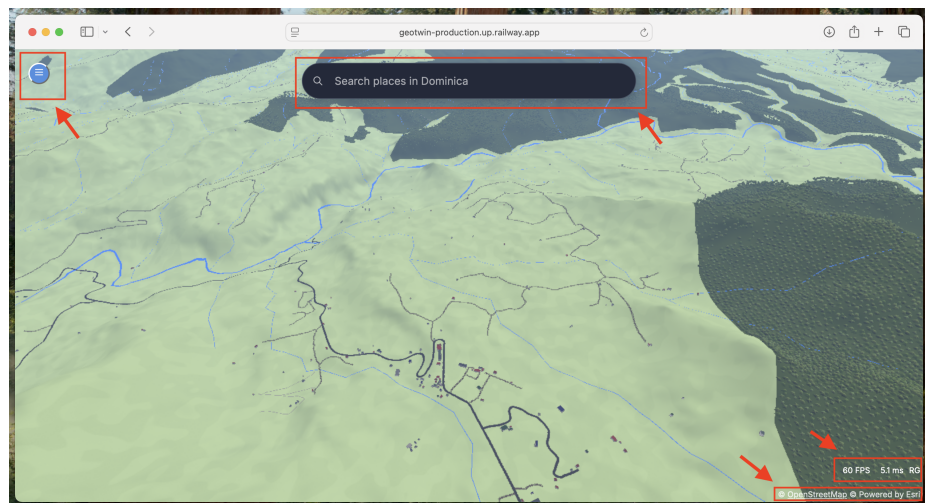 geotwin-production.up.railway.app
Search places in Dominica
60 FPS 5.1 ms RG
© OpenStreetMap © Powered by Esri